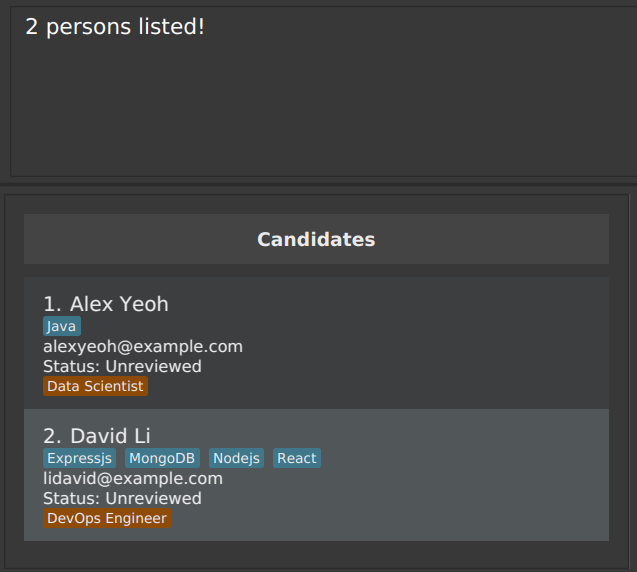 2 persons listed!
Candidates
1. Alex Yeoh
Java
alexyeoh@example.com
Status: Unreviewed
Data Scientist
2. David Li
Expressjs MongoDB Nodejs React
lidavid@example.com
Status: Unreviewed
DevOps Engineer